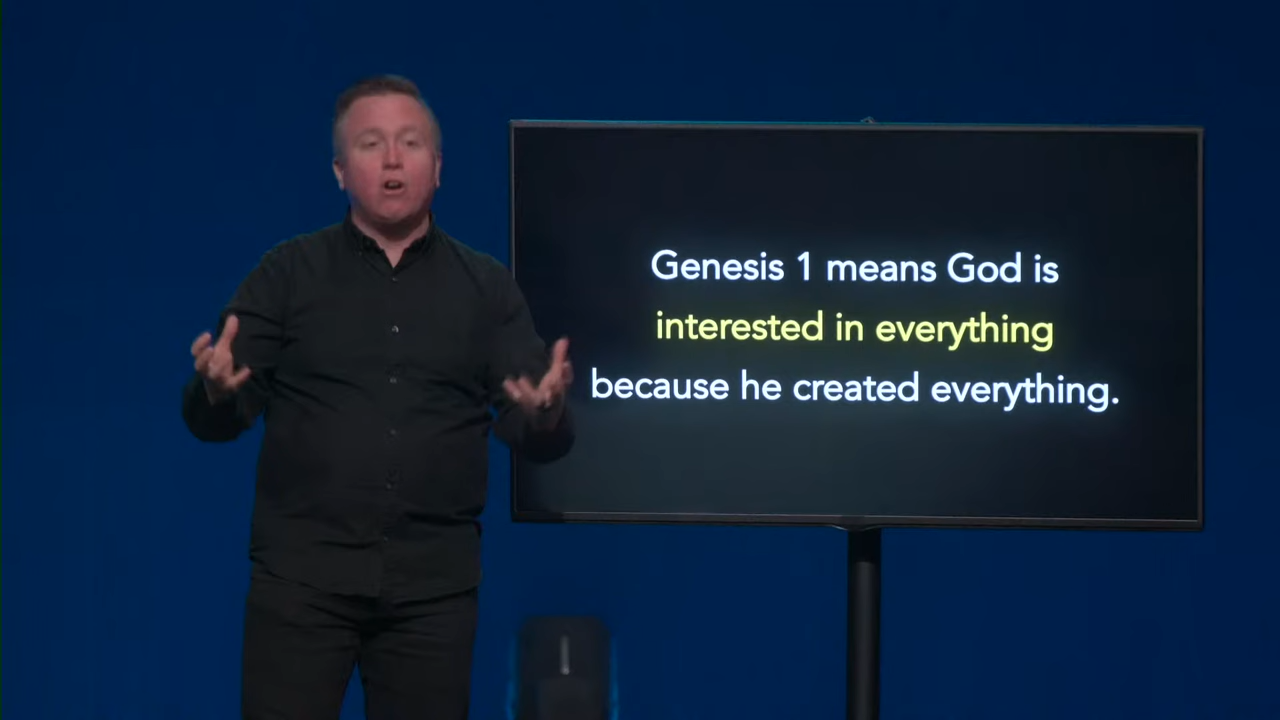 Genesis 1 means God is
interested in everything
because he created everything.